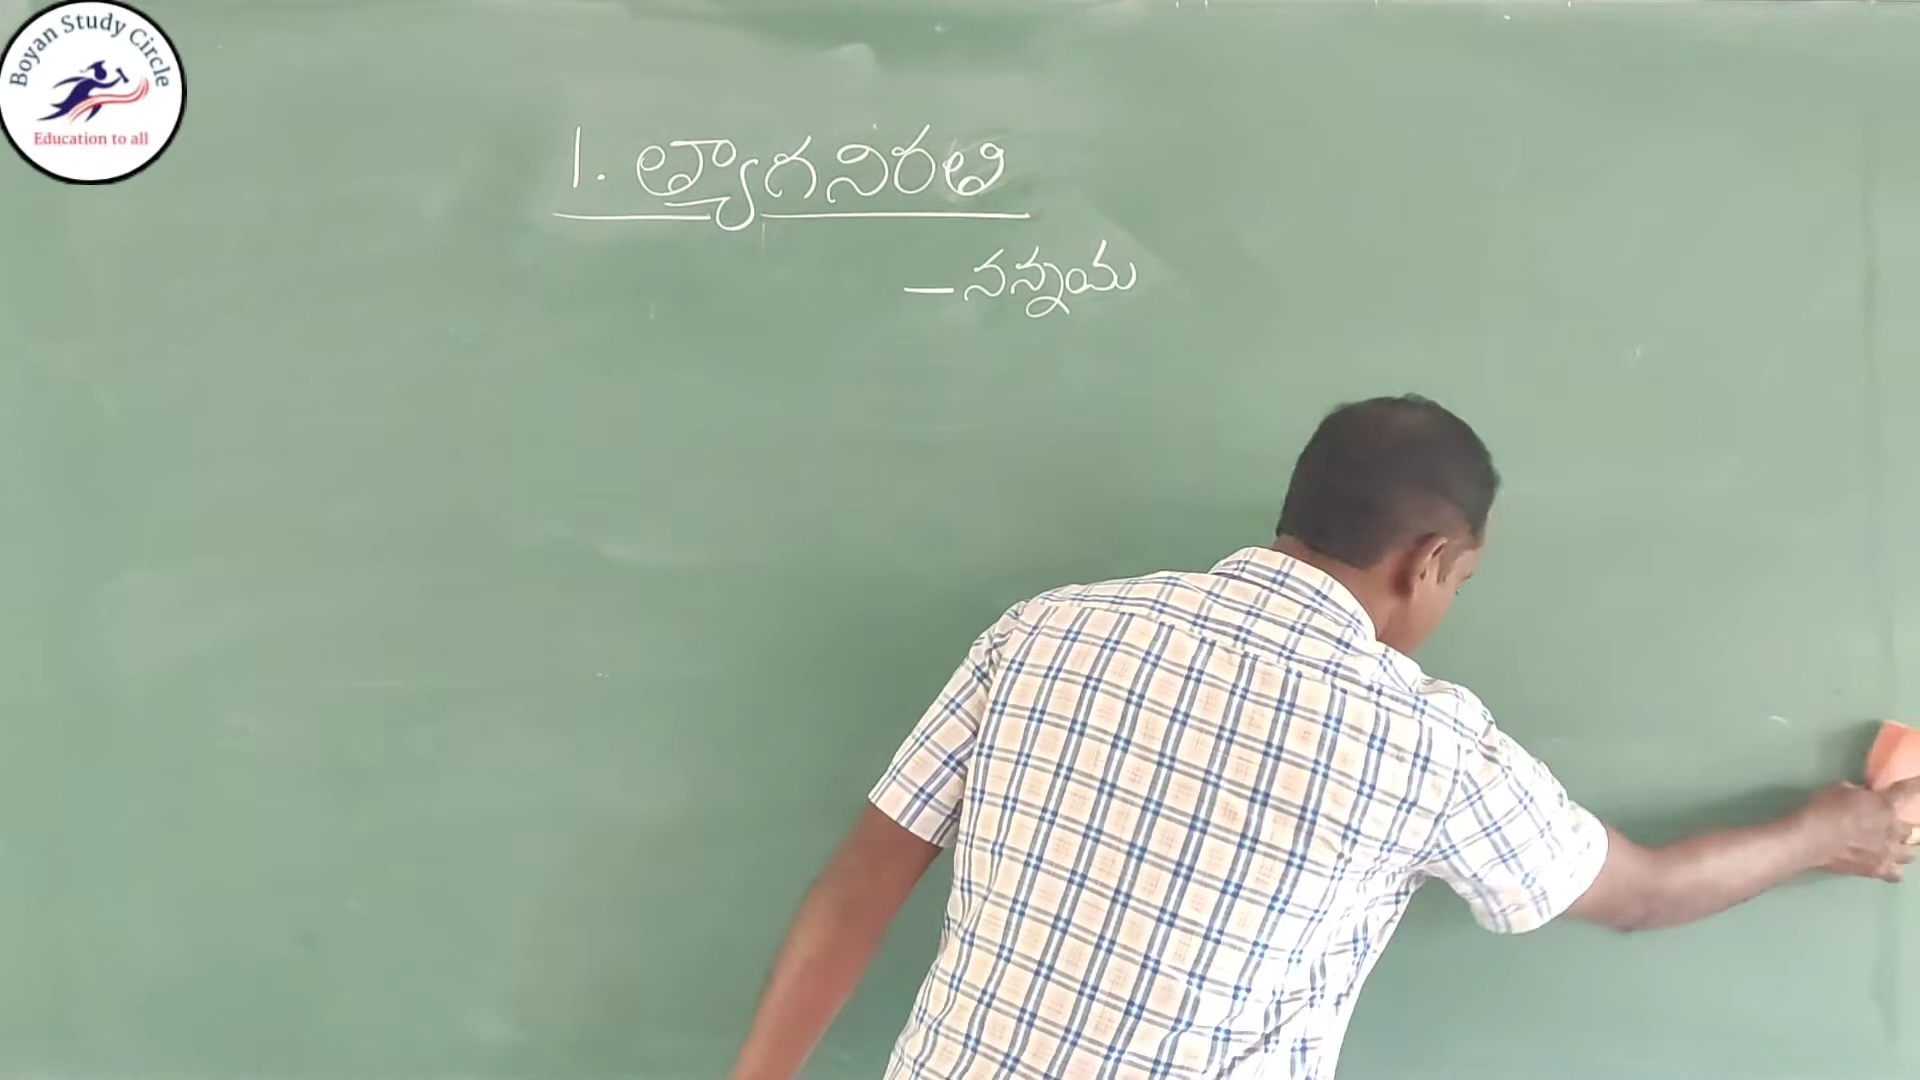 Boyan Study Circle
Education to all
1. త్యాగనిరతి
– నన్నయ